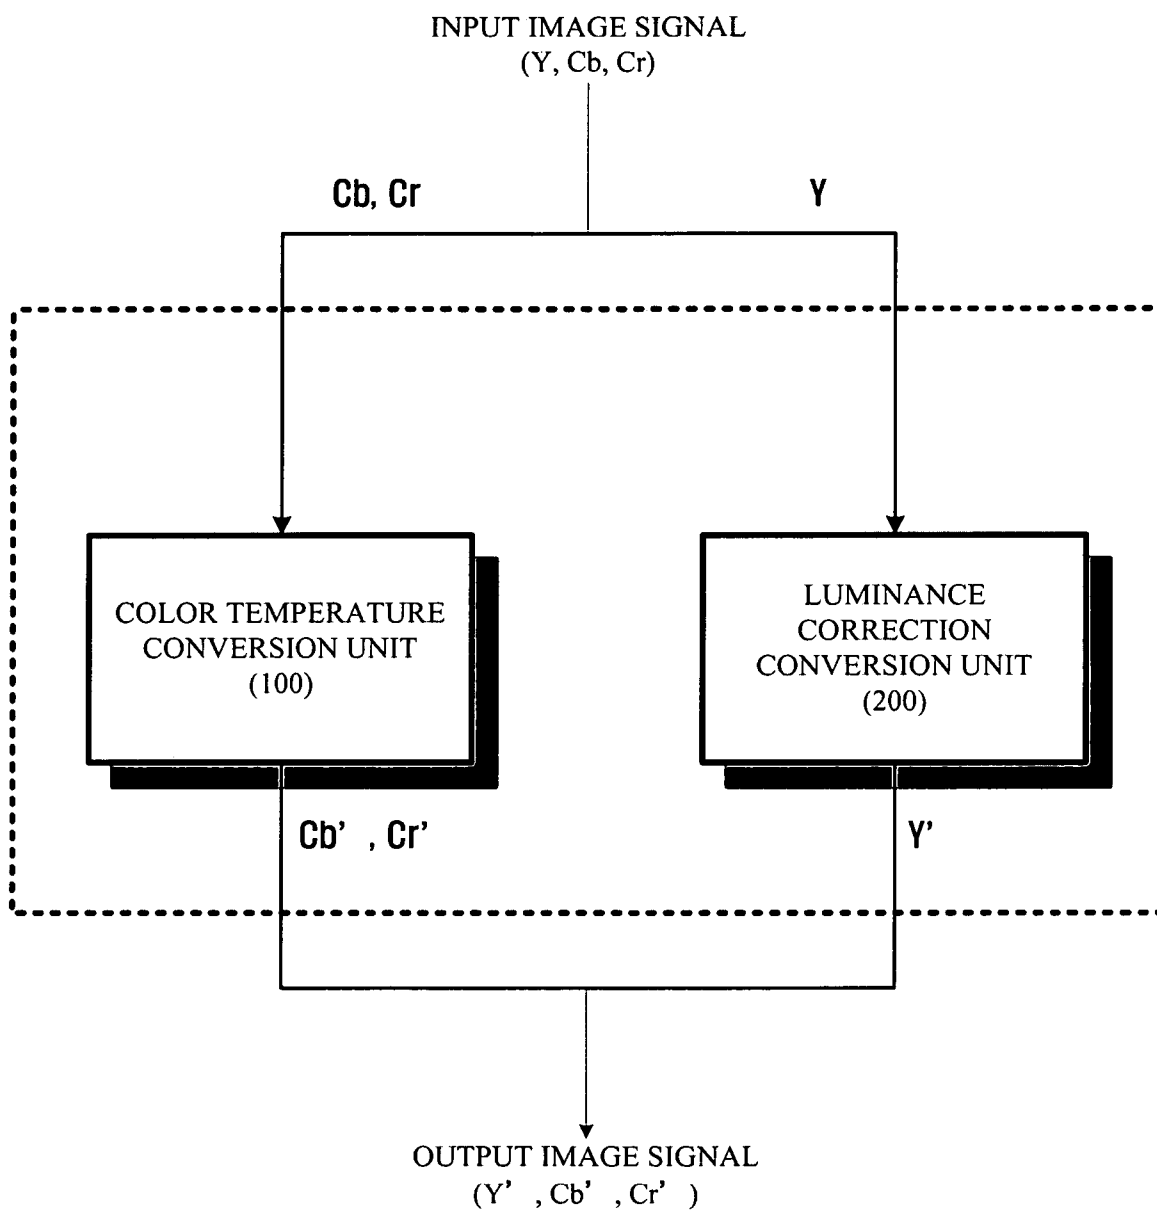 INPUT IMAGE SIGNAL
(Y, Cb, Cr)
Cb, Cr
Y
COLOR TEMPERATURE
CONVERSION UNIT
(100)
LUMINANCE
CORRECTION
CONVERSION UNIT
(200)
Cb’ , Cr’
Y’
OUTPUT IMAGE SIGNAL
(Y’ , Cb’ , Cr’ )